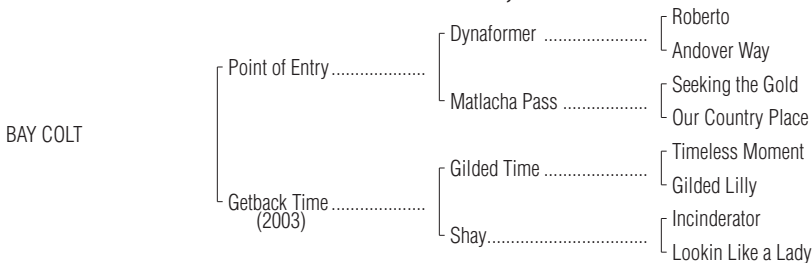 Roberto
Dynaformer ......................
Andover Way
Point of Entry....................
Seeking the Gold
Matlacha Pass ..................
Our Country Place
BAY COLT
Timeless Moment
Gilded Time ......................
Gilded Lilly
Getback Time ....................
(2003)
Incinderator
Shay..................................
Lookin Like a Lady